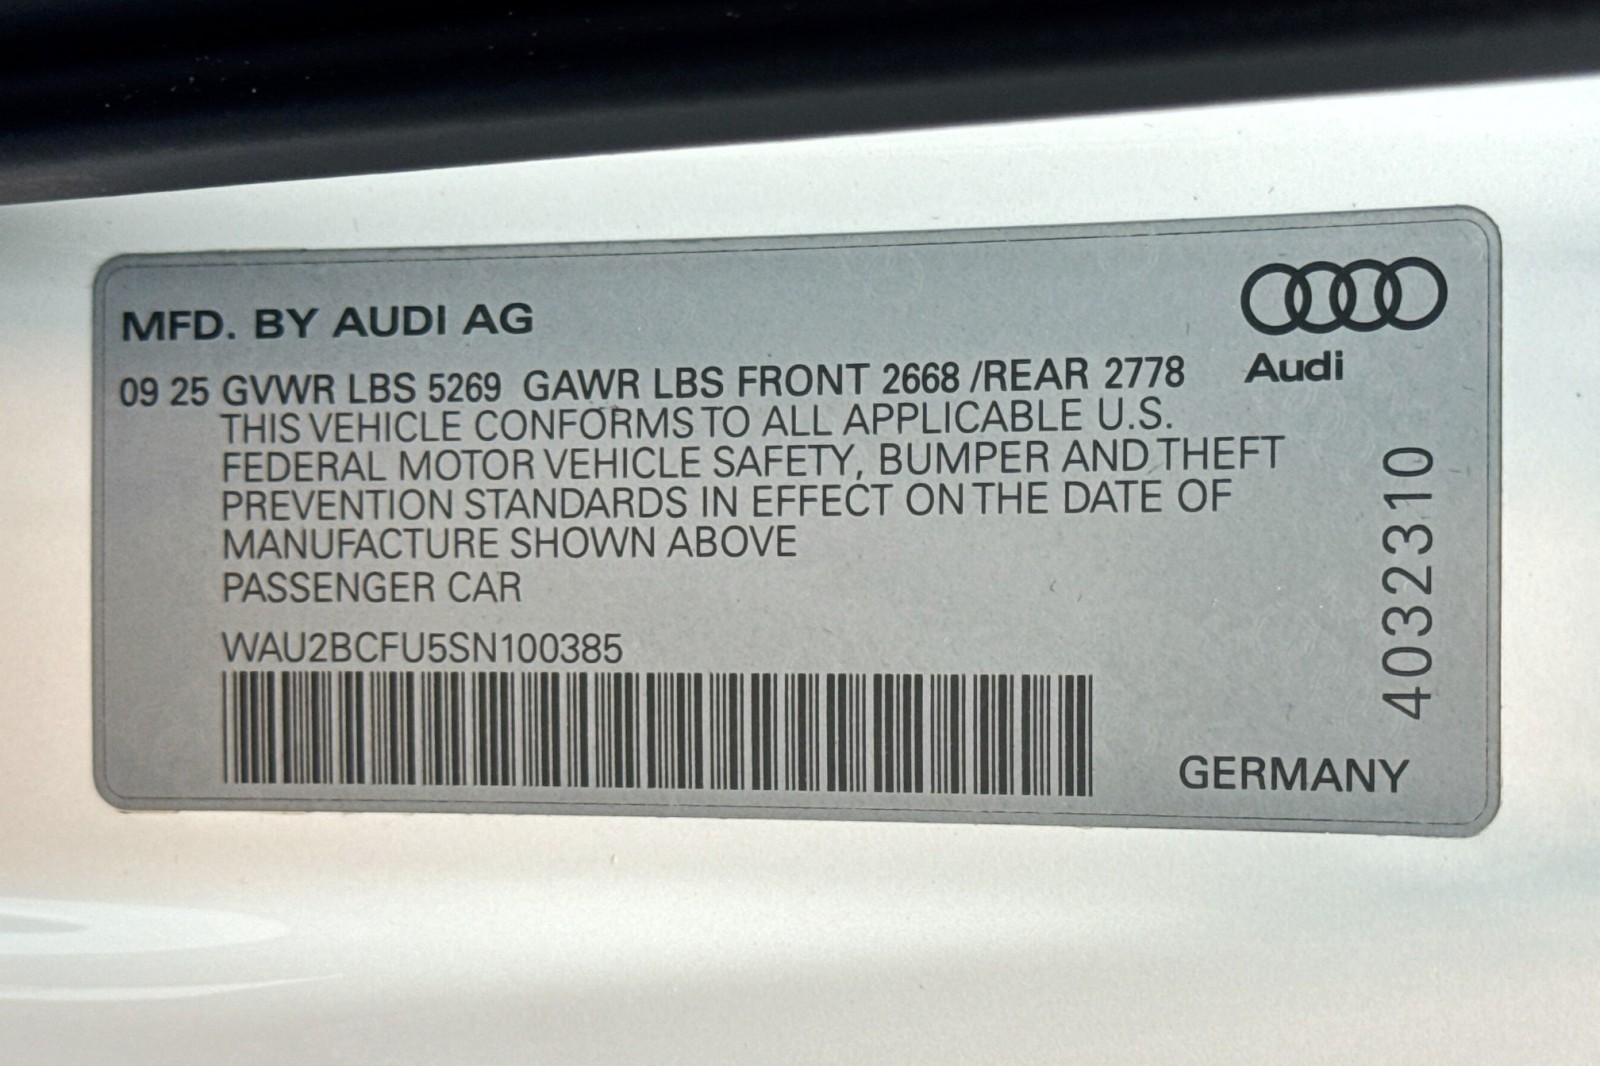 MFD. BY AUDI AG
Audi
09 25 GVWR LBS 5269 GAWR LBS FRONT 2668 /REAR 2778
THIS VEHICLE CONFORMS TO ALL APPLICABLE U.S.
FEDERAL MOTOR VEHICLE SAFETY, BUMPER AND THEFT
PREVENTION STANDARDS IN EFFECT ON THE DATE OF
MANUFACTURE SHOWN ABOVE
PASSENGER CAR
WAU2BCFU5SN100385
4032310
GERMANY